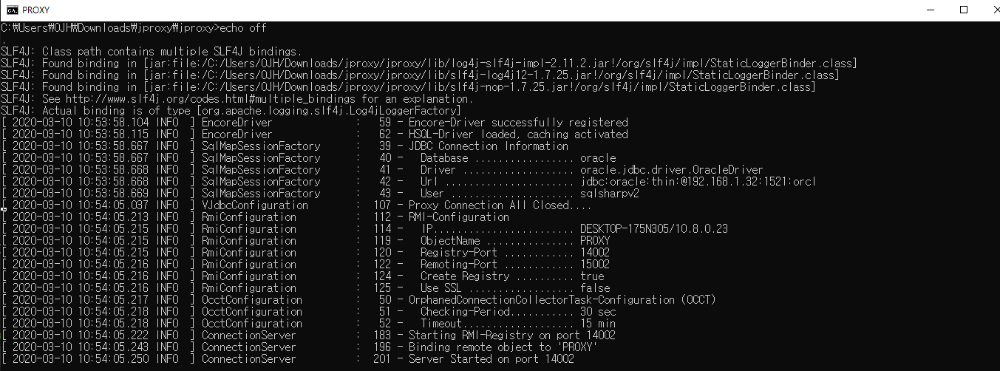 PROXY
C:₩Users₩OJH₩Downloads₩jproxy₩jproxy>echo off
.
SLF4J: Class path contains multiple SLF4J bindings.
SLF4J: Found binding in [jar:file:/C:/Users/OJH/Downloads/jproxy/jproxy/lib/log4j-slf4j-impl-2.11.2.jar!/org/slf4j/impl/StaticLoggerBinder.class]
SLF4J: Found binding in [jar:file:/C:/Users/OJH/Downloads/jproxy/jproxy/lib/slf4j-log4j12-1.7.25.jar!/org/slf4j/impl/StaticLoggerBinder.class]
SLF4J: Found binding in [jar:file:/C:/Users/OJH/Downloads/jproxy/jproxy/lib/slf4j-nop-1.7.25.jar!/org/slf4j/impl/StaticLoggerBinder.class]
SLF4J: See http://www.slf4j.org/codes.html#multiple_bindings for an explanation.
SLF4J: Actual binding is of type [org.apache.logging.slf4j.Log4jLoggerFactory]
[ 2020-03-10 10:53:58.104 INFO  ] EncoreDriver              :   59 - Encore-Driver successfully registered
[ 2020-03-10 10:53:58.115 INFO  ] EncoreDriver              :   62 - HSQL-Driver loaded, caching activated
[ 2020-03-10 10:53:58.667 INFO  ] SqlMapSessionFactory      :   39 - JDBC Connection Information
[ 2020-03-10 10:53:58.667 INFO  ] SqlMapSessionFactory      :   40 -   Database ................. oracle
[ 2020-03-10 10:53:58.668 INFO  ] SqlMapSessionFactory      :   41 -   Driver ................... oracle.jdbc.driver.OracleDriver
[ 2020-03-10 10:53:58.668 INFO  ] SqlMapSessionFactory      :   42 -   Url ...................... jdbc:oracle:thin:@192.168.1.32:1521:orcl
[ 2020-03-10 10:53:58.669 INFO  ] SqlMapSessionFactory      :   43 -   User ..................... sqlsharpv2
[ 2020-03-10 10:54:05.037 INFO  ] VJdbcConfiguration        :  107 - Proxy Connection All Closed....
[ 2020-03-10 10:54:05.213 INFO  ] RmiConfiguration          :  112 - RMI-Configuration
[ 2020-03-10 10:54:05.215 INFO  ] RmiConfiguration          :  114 -   IP........................ DESKTOP-175N305/10.8.0.23
[ 2020-03-10 10:54:05.215 INFO  ] RmiConfiguration          :  119 -   ObjectName ............... PROXY
[ 2020-03-10 10:54:05.215 INFO  ] RmiConfiguration          :  120 -   Registry-Port ............ 14002
[ 2020-03-10 10:54:05.216 INFO  ] RmiConfiguration          :  122 -   Remoting-Port ............ 15002
[ 2020-03-10 10:54:05.216 INFO  ] RmiConfiguration          :  124 -   Create Registry .......... true
[ 2020-03-10 10:54:05.216 INFO  ] RmiConfiguration          :  125 -   Use SSL .................. false
[ 2020-03-10 10:54:05.217 INFO  ] OcctConfiguration         :   50 - OrphanedConnectionCollectorTask-Configuration (OCCT)
[ 2020-03-10 10:54:05.218 INFO  ] OcctConfiguration         :   51 -   Checking-Period........... 30 sec
[ 2020-03-10 10:54:05.218 INFO  ] OcctConfiguration         :   52 -   Timeout................... 15 min
[ 2020-03-10 10:54:05.222 INFO  ] ConnectionServer          :  183 - Starting RMI-Registry on port 14002
[ 2020-03-10 10:54:05.243 INFO  ] ConnectionServer          :  196 - Binding remote object to 'PROXY'
[ 2020-03-10 10:54:05.250 INFO  ] ConnectionServer          :  201 - Server Started on port 14002